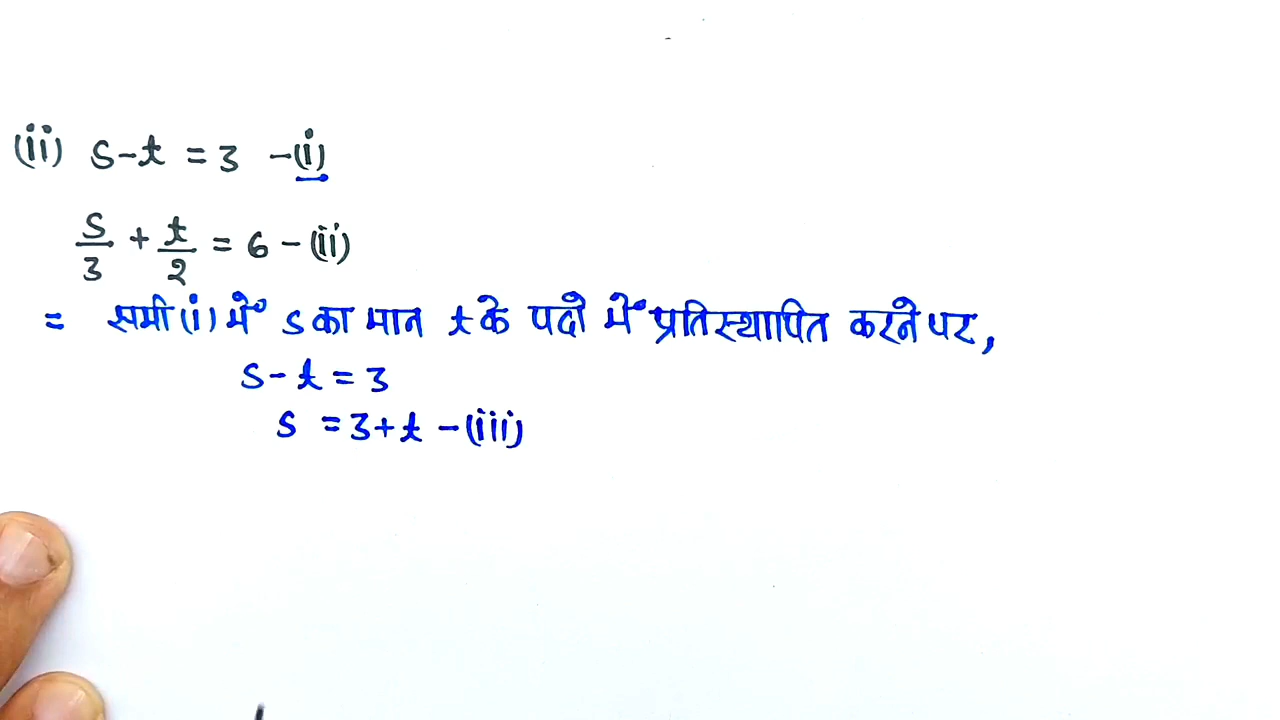 (ii) s-t = 3 -(i)
s/3 + t/2 = 6 -(ii)
= समी (i) में s का मान t के पदो में प्रतिस्थापित करने पर,
s-t = 3
s = 3+t -(iii)